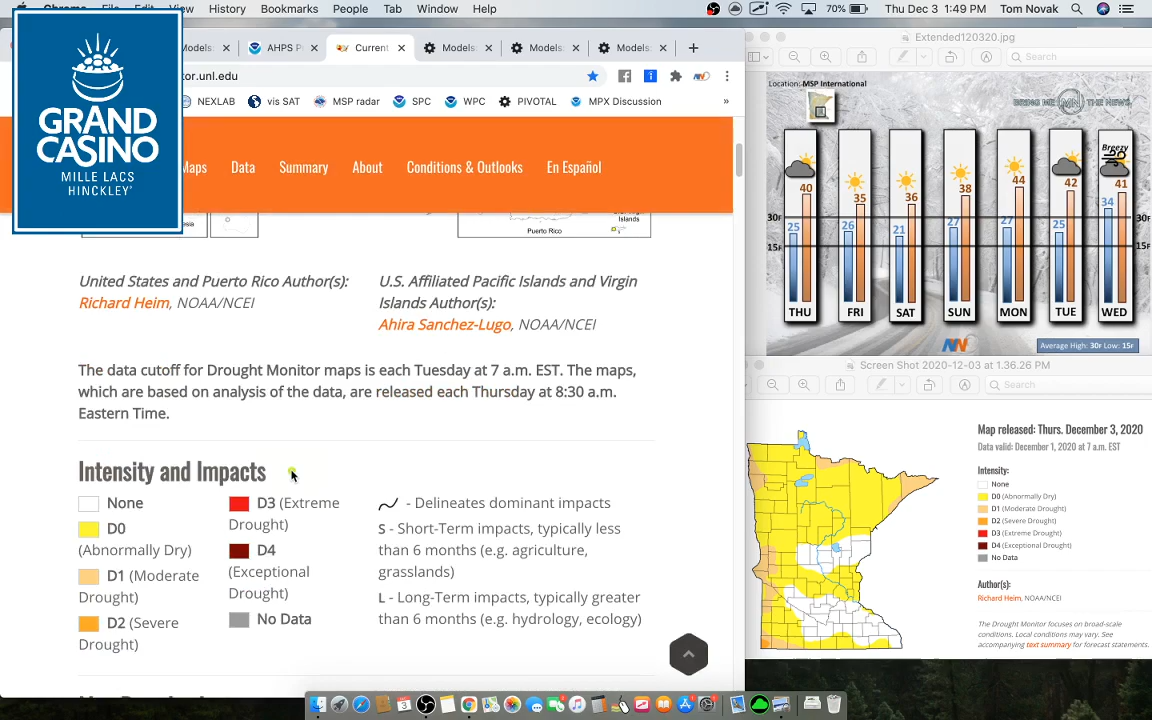 Chrome
Edit View History Bookmarks People Tab Window Help
70% Thu Dec 3 1:49 PM Tom Novak
GRAND
CASINO
MILLE LACS
HINCKLEY
Models:
AHPS P
Current
Models:
Models:
Models:
tor.unl.edu
NEXLAB vis SAT MSP radar SPC WPC PIVOTAL MPX Discussion »
Maps Data Summary About Conditions & Outlooks En Español
Puerto Rico
Islands
United States and Puerto Rico Author(s):
Richard Heim, NOAA/NCEI
U.S. Affiliated Pacific Islands and Virgin
Islands Author(s):
Ahira Sanchez-Lugo, NOAA/NCEI
The data cutoff for Drought Monitor maps is each Tuesday at 7 a.m. EST. The maps,
which are based on analysis of the data, are released each Thursday at 8:30 a.m.
Eastern Time.
Intensity and Impacts
None
D0
(Abnormally Dry)
D1 (Moderate
Drought)
D2 (Severe
Drought)
D3 (Extreme
Drought)
D4
(Exceptional
Drought)
No Data
- Delineates dominant impacts
S - Short-Term impacts, typically less
than 6 months (e.g. agriculture,
grasslands)
L - Long-Term impacts, typically greater
than 6 months (e.g. hydrology, ecology)
Extended120320.jpg
Search
Location: MSP International
BRING ME MN THE NEWS
Breezy
40 35 36 38 44 42 41
25 26 21 27 27 25 34
30F 30F
15F 15F
THU FRI SAT SUN MON TUE WED
Average High: 30F Low: 15F
Screen Shot 2020-12-03 at 1.36.26 PM
Search
Map released: Thurs. December 3, 2020
Data valid: December 1, 2020 at 7 a.m. EST
Intensity:
None
D0 (Abnormally Dry)
D1 (Moderate Drought)
D2 (Severe Drought)
D3 (Extreme Drought)
D4 (Exceptional Drought)
No Data
Author(s):
Richard Heim, NOAA/NCEI
The Drought Monitor focuses on broad-scale
conditions. Local conditions may vary. See
accompanying text summary for forecast statements.